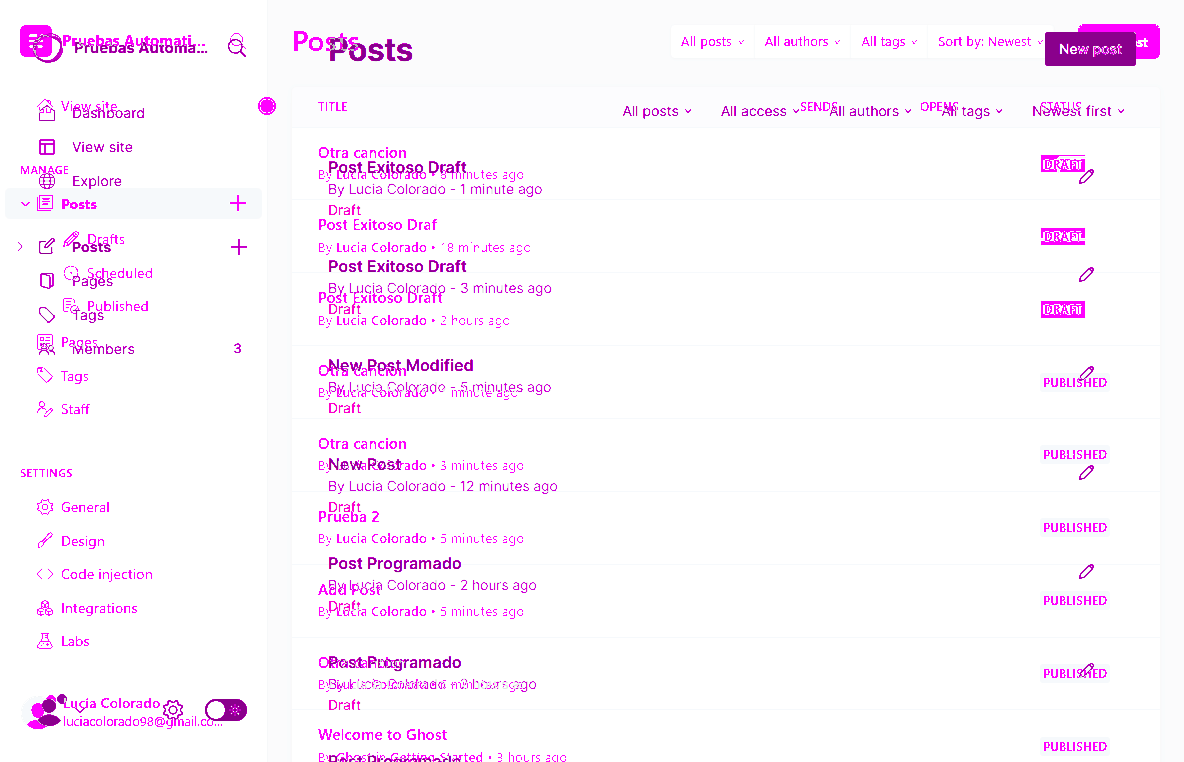 Pruebas Automati...
Pruebas Automa...
View site
Dashboard
View site
MANAGE
Explore
Posts
Drafts
Posts
Scheduled
Pages
Published
Tags
Pages
Members 3
Tags
Staff
SETTINGS
General
Design
Code injection
Integrations
Labs
Lucia Colorado
luciacolorado98@gmail.co...
Posts
Posts
All posts All authors All tags Sort by: Newest
New post
TITLE SENDS OPENS STATUS
All posts All access All authors All tags Newest first
Otra cancion
Post Exitoso Draft
DRAFT
By Lucia Colorado • 8 minutes ago
By Lucia Colorado - 1 minute ago
Draft
Post Exitoso Draf
DRAFT
By Lucia Colorado • 18 minutes ago
Post Exitoso Draft
By Lucia Colorado - 3 minutes ago
Post Exitoso Draft
Draft
DRAFT
By Lucia Colorado • 2 hours ago
New Post Modified
Otra cancion
PUBLISHED
By Lucia Colorado - 5 minutes ago
By Lucia Colorado • minute ago
Draft
Otra cancion
PUBLISHED
New Post
By Lucia Colorado • 3 minutes ago
By Lucia Colorado - 12 minutes ago
Draft
Prueba 2
PUBLISHED
By Lucia Colorado • 5 minutes ago
Post Programado
By Lucia Colorado - 2 hours ago
Add Post
PUBLISHED
Draft
By Lucia Colorado • 5 minutes ago
Post Programado
PUBLISHED
Draft
Welcome to Ghost
PUBLISHED
By Ghost in Getting Started • 3 hours ago
Post Programado